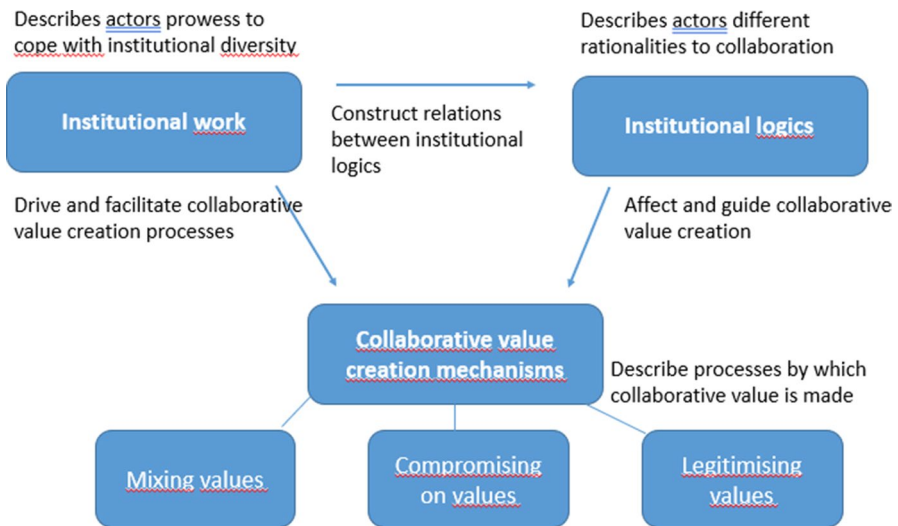 Describes actors prowess to
cope with institutional diversity
Describes actors different
rationalities to collaboration
Institutional work
Construct relations
between institutional
logics
Institutional logics
Drive and facilitate collaborative
value creation processes
Affect and guide collaborative
value creation
Collaborative value
creation mechanisms
Describe processes by which
collaborative value is made
Mixing values
Compromising
on values
Legitimising
values